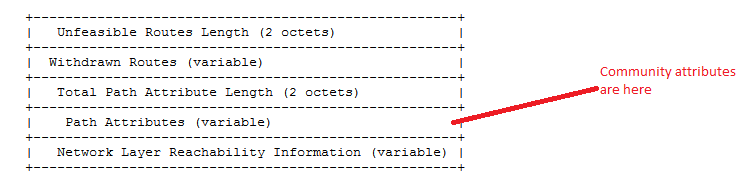 +-----------------------------------------------------+
|   Unfeasible Routes Length (2 octets)               |
+-----------------------------------------------------+
|  Withdrawn Routes (variable)                        |
+-----------------------------------------------------+
|   Total Path Attribute Length (2 octets)            |
+-----------------------------------------------------+
|    Path Attributes (variable)                       |
+-----------------------------------------------------+
|   Network Layer Reachability Information (variable) |
+-----------------------------------------------------+
Community attributes
are here